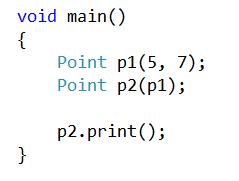 void main()
{
    Point p1(5, 7);
    Point p2(p1);

    p2.print();
}